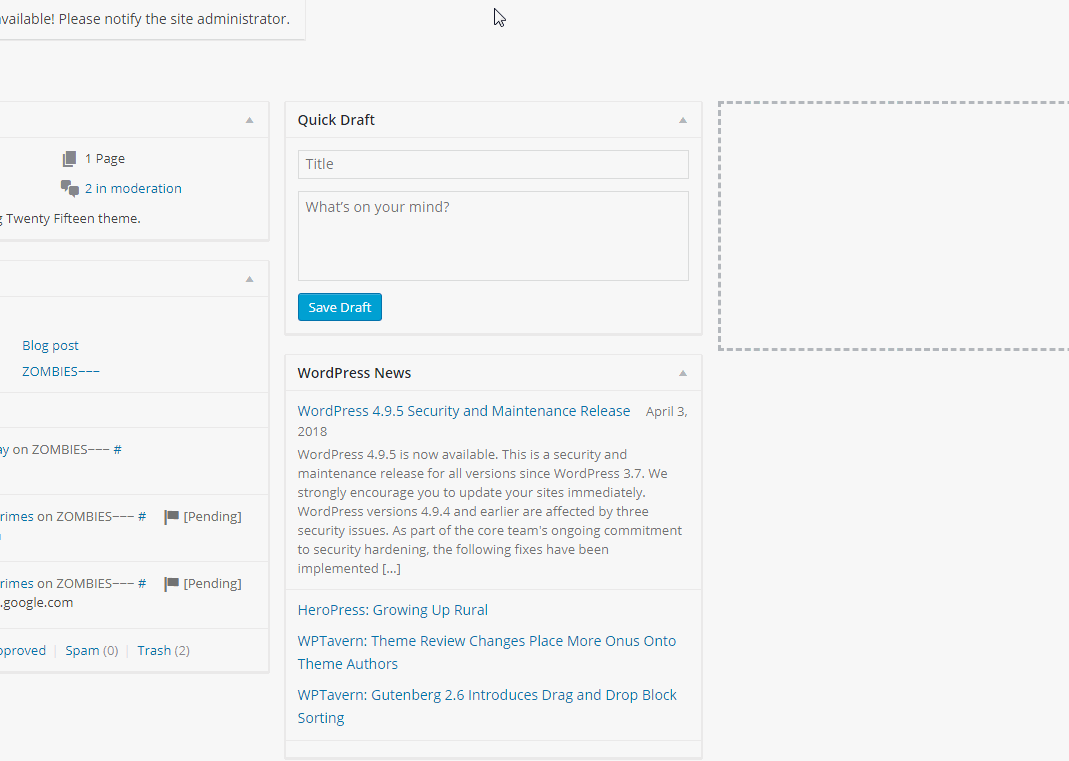 vailable! Please notify the site administrator.
1 Page
2 in moderation
g Twenty Fifteen theme.
Blog post
ZOMBIES~~~
ay on ZOMBIES~~~ #
rimes on ZOMBIES~~~ # [Pending]
rimes on ZOMBIES~~~ # [Pending]
.google.com
pproved | Spam (0) | Trash (2)
Quick Draft
Title
What's on your mind?
Save Draft
WordPress News
WordPress 4.9.5 Security and Maintenance Release April 3,
2018
WordPress 4.9.5 is now available. This is a security and
maintenance release for all versions since WordPress 3.7. We
strongly encourage you to update your sites immediately.
WordPress versions 4.9.4 and earlier are affected by three
security issues. As part of the core team's ongoing commitment
to security hardening, the following fixes have been
implemented [...]
HeroPress: Growing Up Rural
WPTavern: Theme Review Changes Place More Onus Onto
Theme Authors
WPTavern: Gutenberg 2.6 Introduces Drag and Drop Block
Sorting